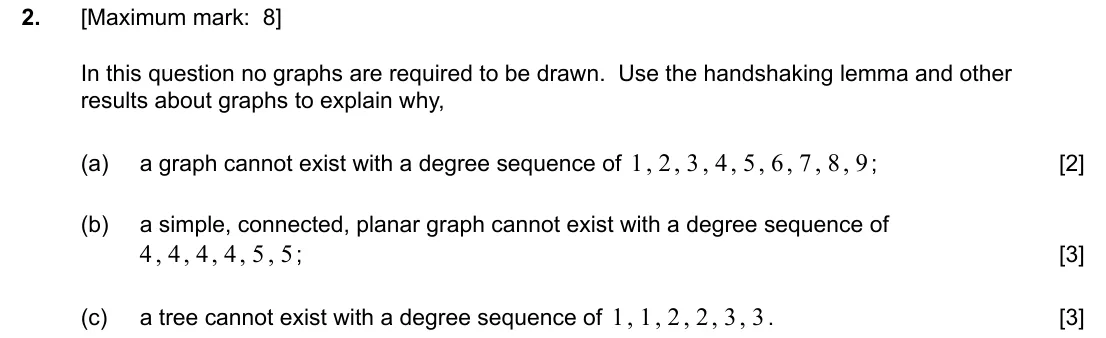 2. [Maximum mark: 8]
In this question no graphs are required to be drawn. Use the handshaking lemma and other
results about graphs to explain why,
(a) a graph cannot exist with a degree sequence of 1, 2, 3, 4, 5, 6, 7, 8, 9; [2]
(b) a simple, connected, planar graph cannot exist with a degree sequence of
4, 4, 4, 4, 5, 5; [3]
(c) a tree cannot exist with a degree sequence of 1, 1, 2, 2, 3, 3. [3]